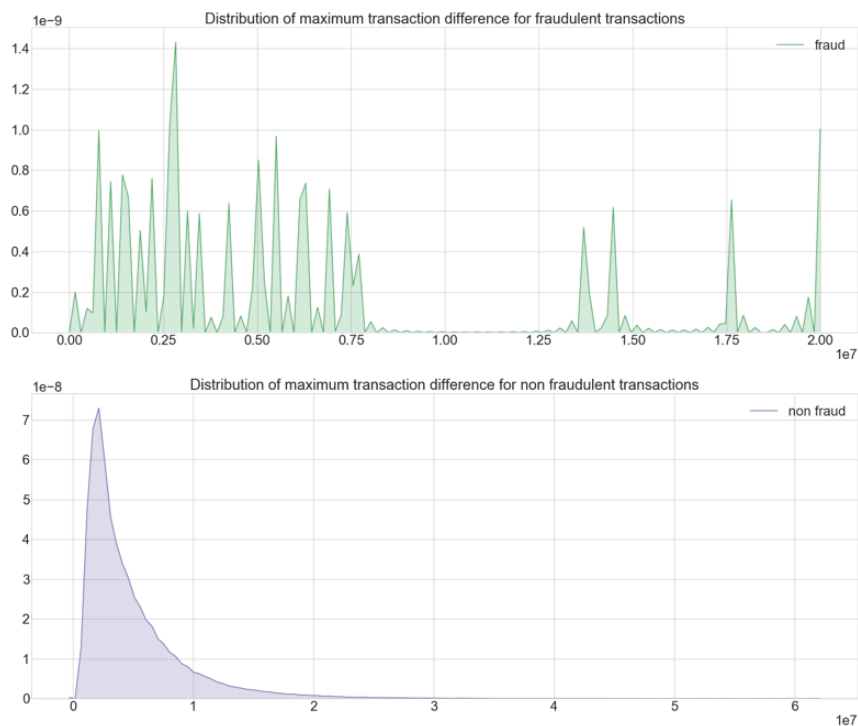 Distribution of maximum transaction difference for fraudulent transactions
1e−9
fraud
1.4
1.2
1.0
0.8
0.6
0.4
0.2
0.0
0.00 0.25 0.50 0.75 1.00 1.25 1.50 1.75 2.00
1e7
Distribution of maximum transaction difference for non fraudulent transactions
1e−8
non fraud
7
6
5
4
3
2
1
0
0 1 2 3 4 5 6
1e7